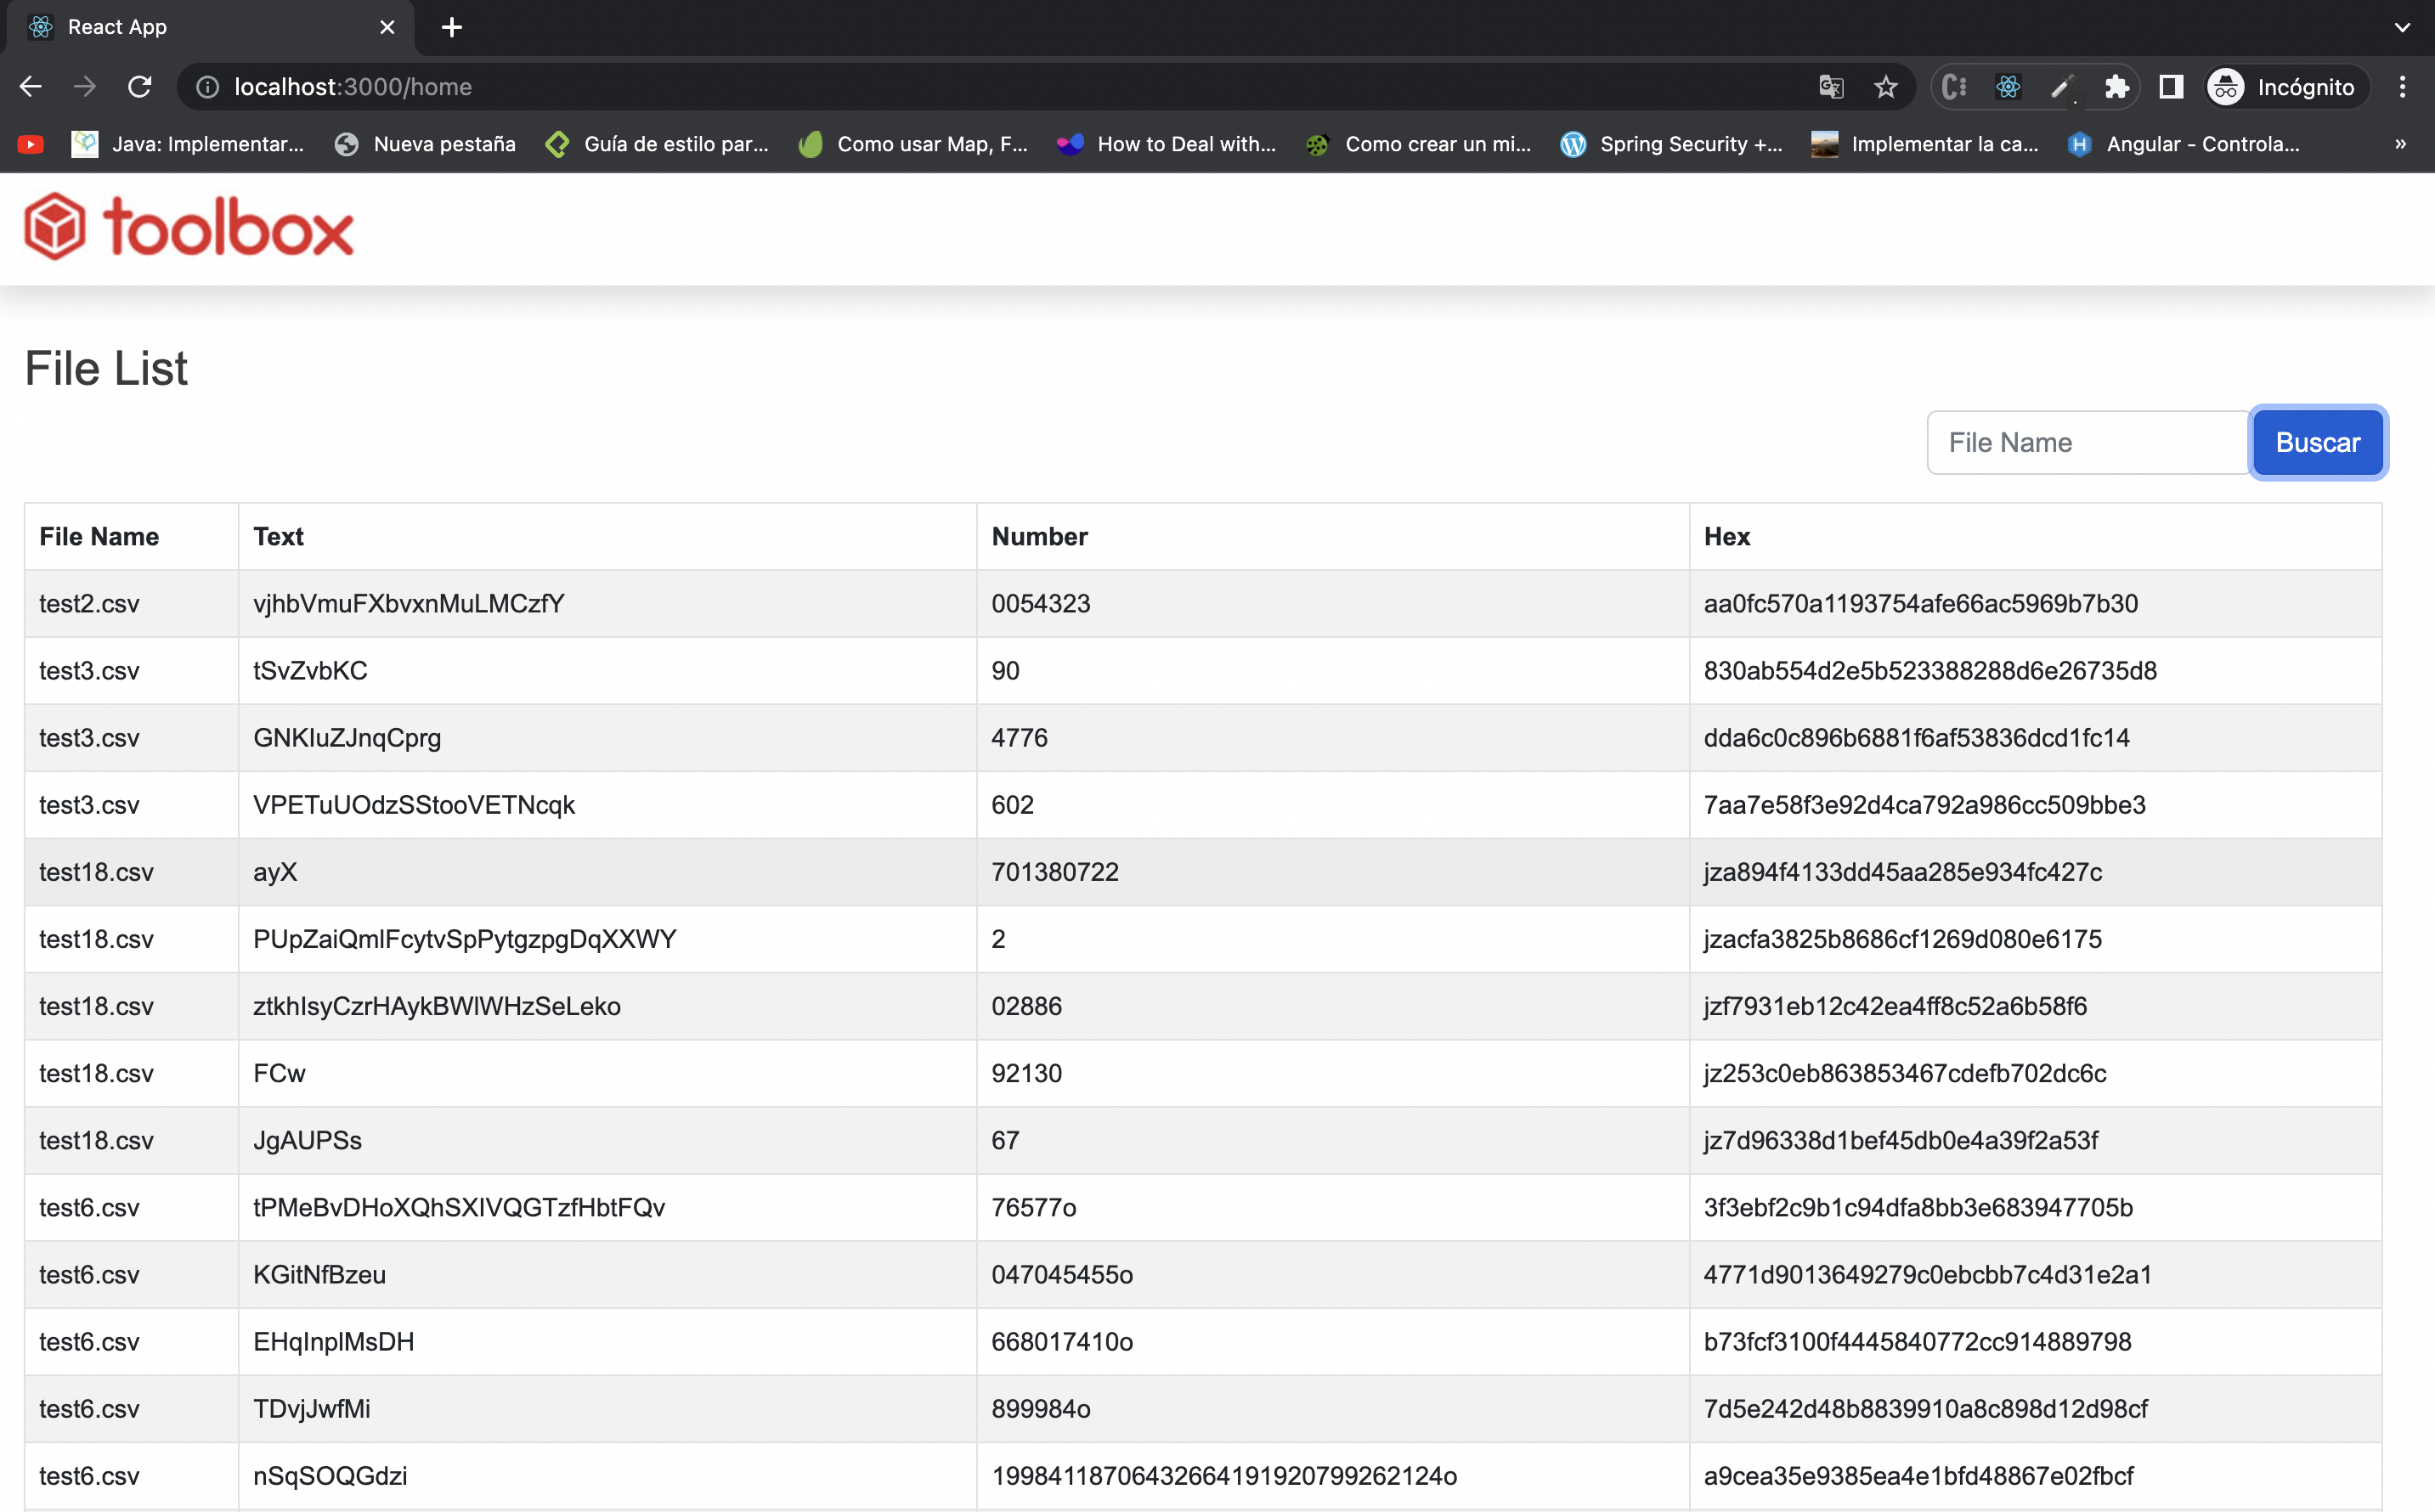 React App
localhost:3000/home
Incógnito
Java: Implementar... Nueva pestaña Guía de estilo par... Como usar Map, F... How to Deal with... Como crear un mi... Spring Security +... Implementar la ca... Angular - Controla... »
toolbox
File List
File Name Buscar
File Name Text Number Hex
test2.csv vjhbVmuFXbvxnMuLMCzfY 0054323 aa0fc570a1193754afe66ac5969b7b30
test3.csv tSvZvbKC 90 830ab554d2e5b523388288d6e26735d8
test3.csv GNKIuZJnqCprg 4776 dda6c0c896b6881f6af53836dcd1fc14
test3.csv VPETuUOdzSStooVETNcqk 602 7aa7e58f3e92d4ca792a986cc509bbe3
test18.csv ayX 701380722 jza894f4133dd45aa285e934fc427c
test18.csv PUpZaiQmlFcytvSpPytgzpgDqXXWY 2 jzacfa3825b8686cf1269d080e6175
test18.csv ztkhIsyCzrHAykBWlWHzSeLeko 02886 jzf7931eb12c42ea4ff8c52a6b58f6
test18.csv FCw 92130 jz253c0eb863853467cdefb702dc6c
test18.csv JgAUPSs 67 jz7d96338d1bef45db0e4a39f2a53f
test6.csv tPMeBvDHoXQhSXIVQGTzfHbtFQv 76577o 3f3ebf2c9b1c94dfa8bb3e683947705b
test6.csv KGitNfBzeu 047045455o 4771d9013649279c0ebcbb7c4d31e2a1
test6.csv EHqInplMsDH 668017410o b73fcf3100f4445840772cc914889798
test6.csv TDvjJwfMi 899984o 7d5e242d48b8839910a8c898d12d98cf
test6.csv nSqSOQGdzi 19984118706432664191920799262124o a9cea35e9385ea4e1bfd48867e02fbcf